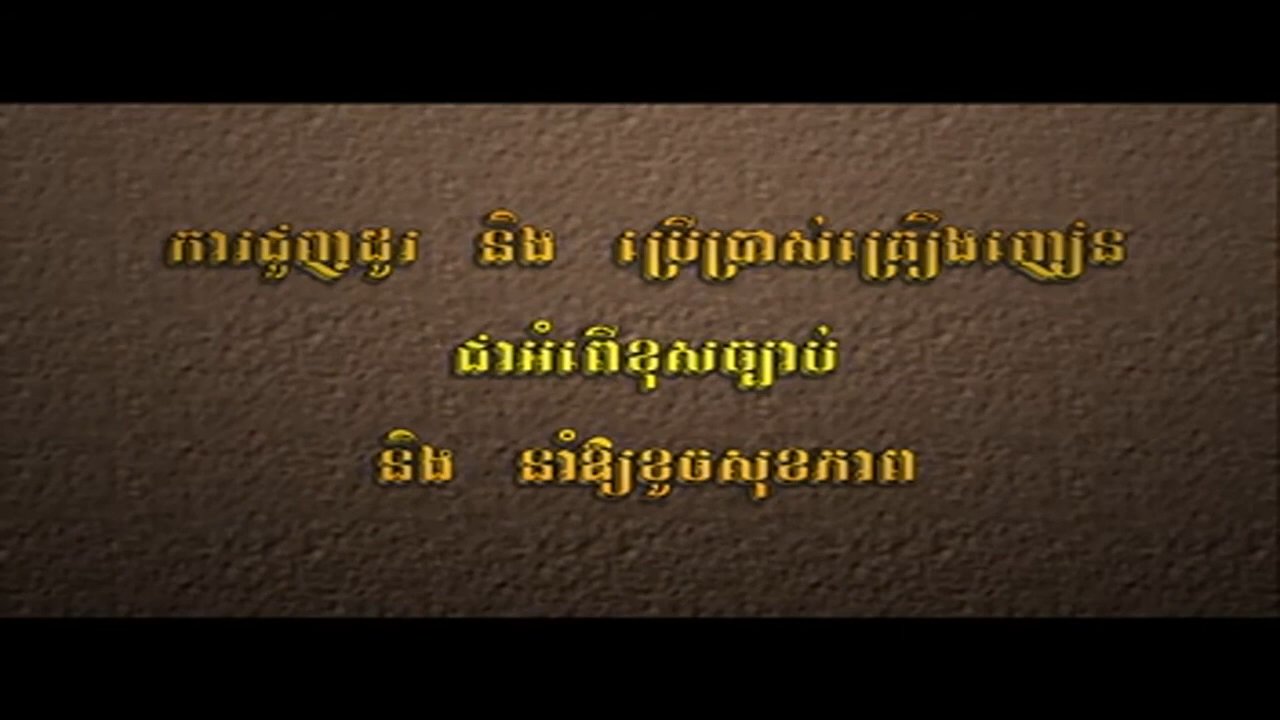 ការជួញដូរ និង ប្រើប្រាស់គ្រឿងញៀន
ជាអំពើខុសច្បាប់
និង នាំឱ្យខូចសុខភាព